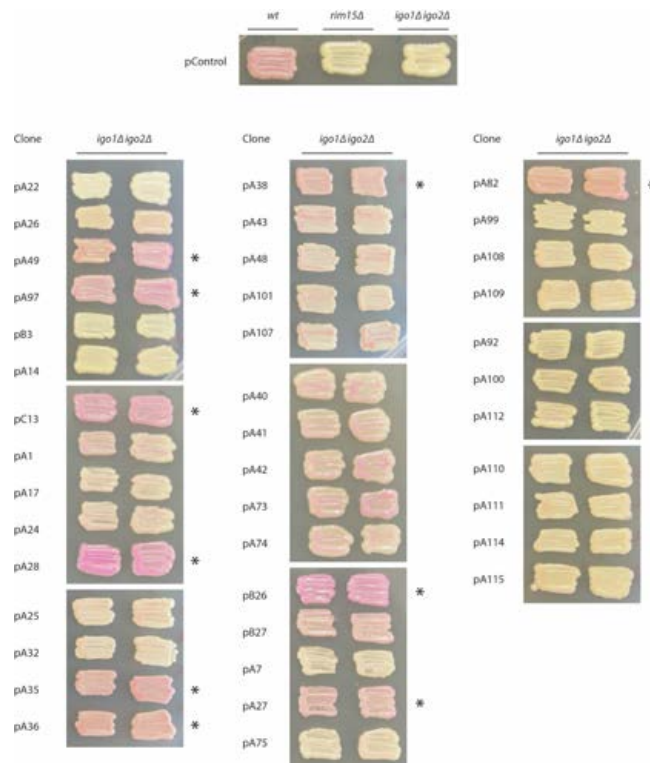 wt rim15Δ igo1Δ igo2Δ
pControl
Clone igo1Δ igo2Δ
pA22
pA26
pA49 *
pA97 *
pB3
pA14
pC13 *
pA1
pA17
pA24
pA28 *
pA25
pA32
pA35 *
pA36 *
Clone igo1Δ igo2Δ
pA38 *
pA43
pA48
pA101
pA107
pA40
pA41
pA42
pA73
pA74
pB26 *
pB27
pA7
pA27 *
pA75
Clone igo1Δ igo2Δ
pA82 *
pA99
pA108
pA109
pA92
pA100
pA112
pA110
pA111
pA114
pA115